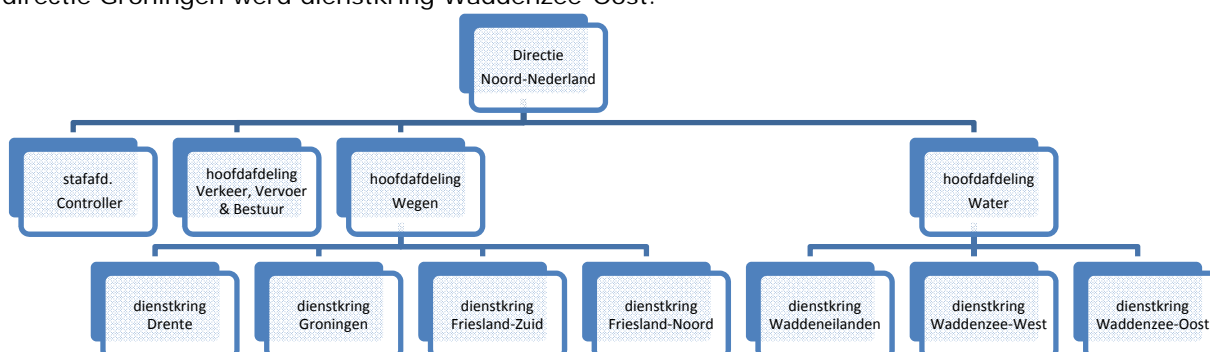 directie Groningen werd dienstkring Waddenzee-Oost.
Directie
Noord-Nederland
stafafd.
Controller
hoofdafdeling
Verkeer, Vervoer
& Bestuur
hoofdafdeling
Wegen
hoofdafdeling
Water
dienstkring
Drente
dienstkring
Groningen
dienstkring
Friesland-Zuid
dienstkring
Friesland-Noord
dienstkring
Waddeneilanden
dienstkring
Waddenzee-West
dienstkring
Waddenzee-Oost